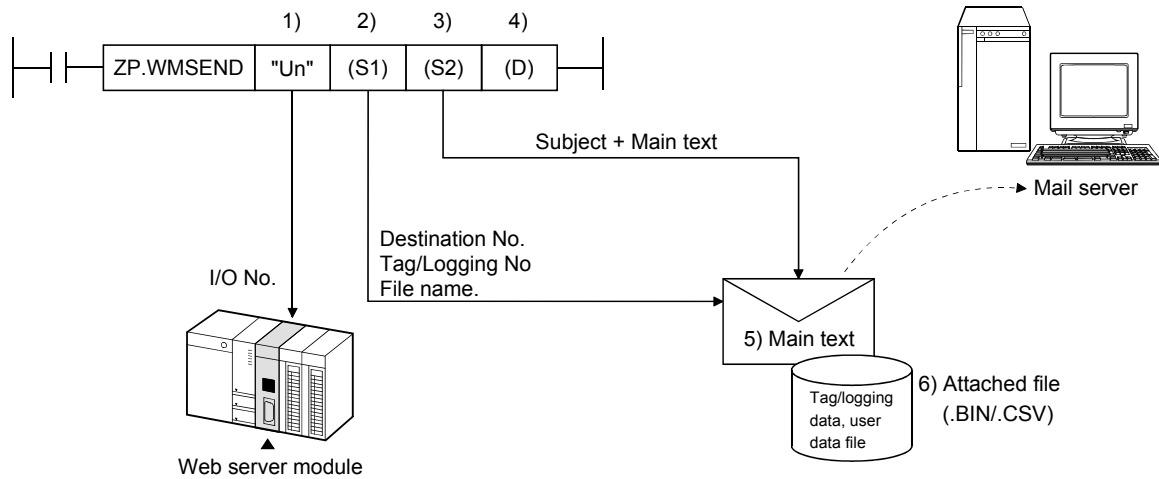 1) 2) 3) 4)
ZP.WMSEND "Un" (S1) (S2) (D)
Subject + Main text
Mail server
Destination No.
Tag/Logging No
File name.
I/O No.
5) Main text
6) Attached file
(.BIN/.CSV)
Tag/logging
data, user
data file
Web server module